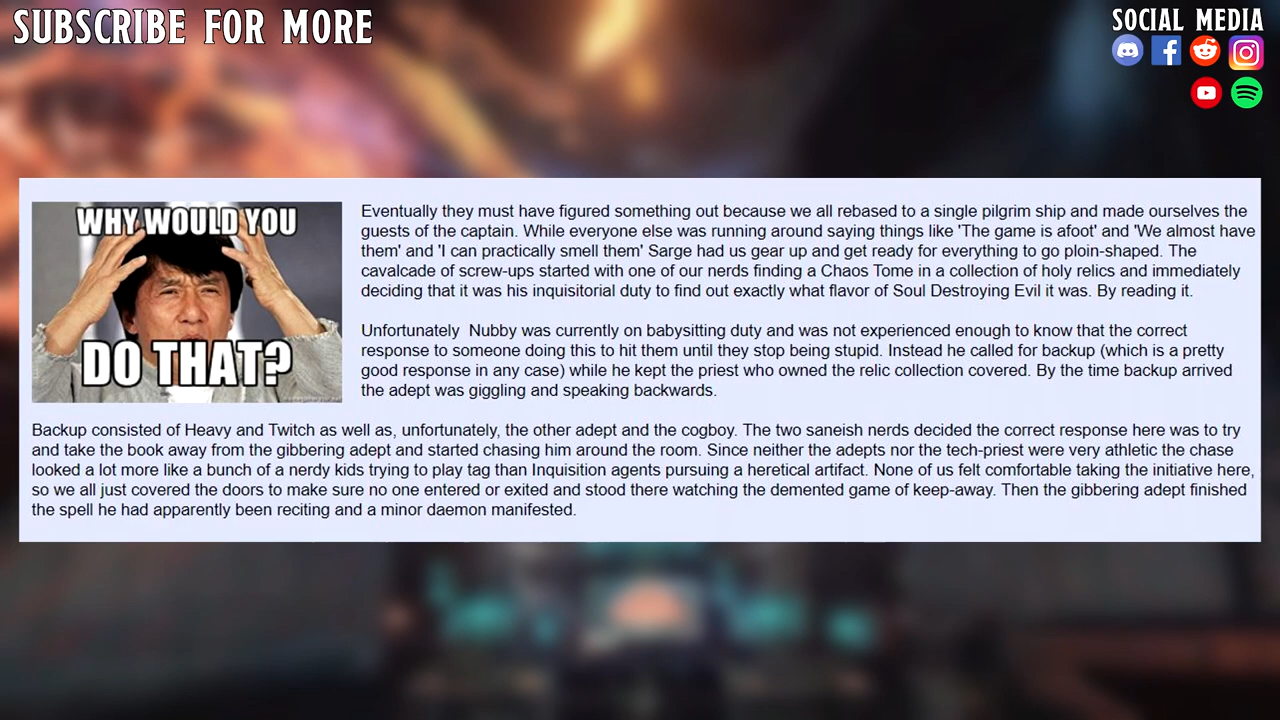 SUBSCRIBE FOR MORE
SOCIAL MEDIA
WHY WOULD YOU
DO THAT?
Eventually they must have figured something out because we all rebased to a single pilgrim ship and made ourselves the
guests of the captain. While everyone else was running around saying things like 'The game is afoot' and 'We almost have
them' and 'I can practically smell them' Sarge had us gear up and get ready for everything to go ploin-shaped. The
cavalcade of screw-ups started with one of our nerds finding a Chaos Tome in a collection of holy relics and immediately
deciding that it was his inquisitorial duty to find out exactly what flavor of Soul Destroying Evil it was. By reading it.
Unfortunately  Nubby was currently on babysitting duty and was not experienced enough to know that the correct
response to someone doing this to hit them until they stop being stupid. Instead he called for backup (which is a pretty
good response in any case) while he kept the priest who owned the relic collection covered. By the time backup arrived
the adept was giggling and speaking backwards.
Backup consisted of Heavy and Twitch as well as, unfortunately, the other adept and the cogboy. The two saneish nerds decided the correct response here was to try
and take the book away from the gibbering adept and started chasing him around the room. Since neither the adepts nor the tech-priest were very athletic the chase
looked a lot more like a bunch of a nerdy kids trying to play tag than Inquisition agents pursuing a heretical artifact. None of us felt comfortable taking the initiative here,
so we all just covered the doors to make sure no one entered or exited and stood there watching the demented game of keep-away. Then the gibbering adept finished
the spell he had apparently been reciting and a minor daemon manifested.